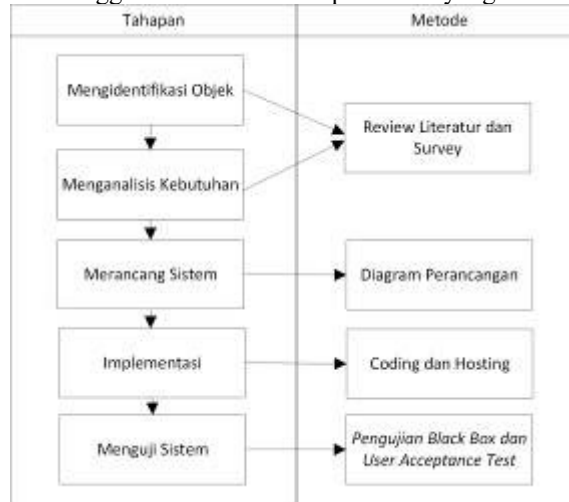 Tahapan
Metode
Mengidentifikasi Objek
Review Literatur dan
Survey
Menganalisis Kebutuhan
Merancang Sistem
Diagram Perancangan
Implementasi
Coding dan Hosting
Menguji Sistem
Pengujian Black Box dan
User Acceptance Test